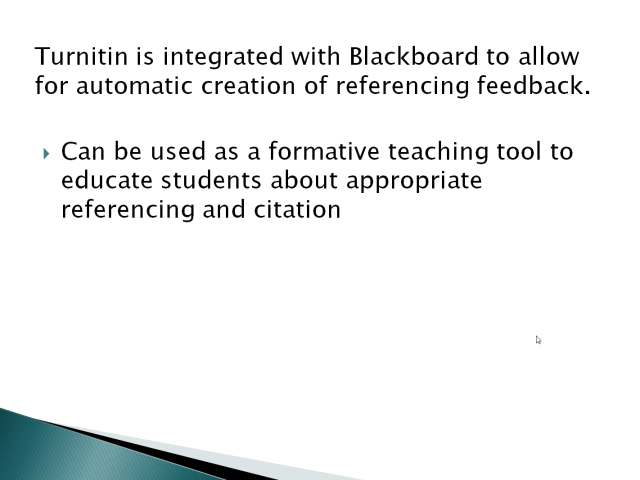 Turnitin is integrated with Blackboard to allow
for automatic creation of referencing feedback.
Can be used as a formative teaching tool to
educate students about appropriate
referencing and citation